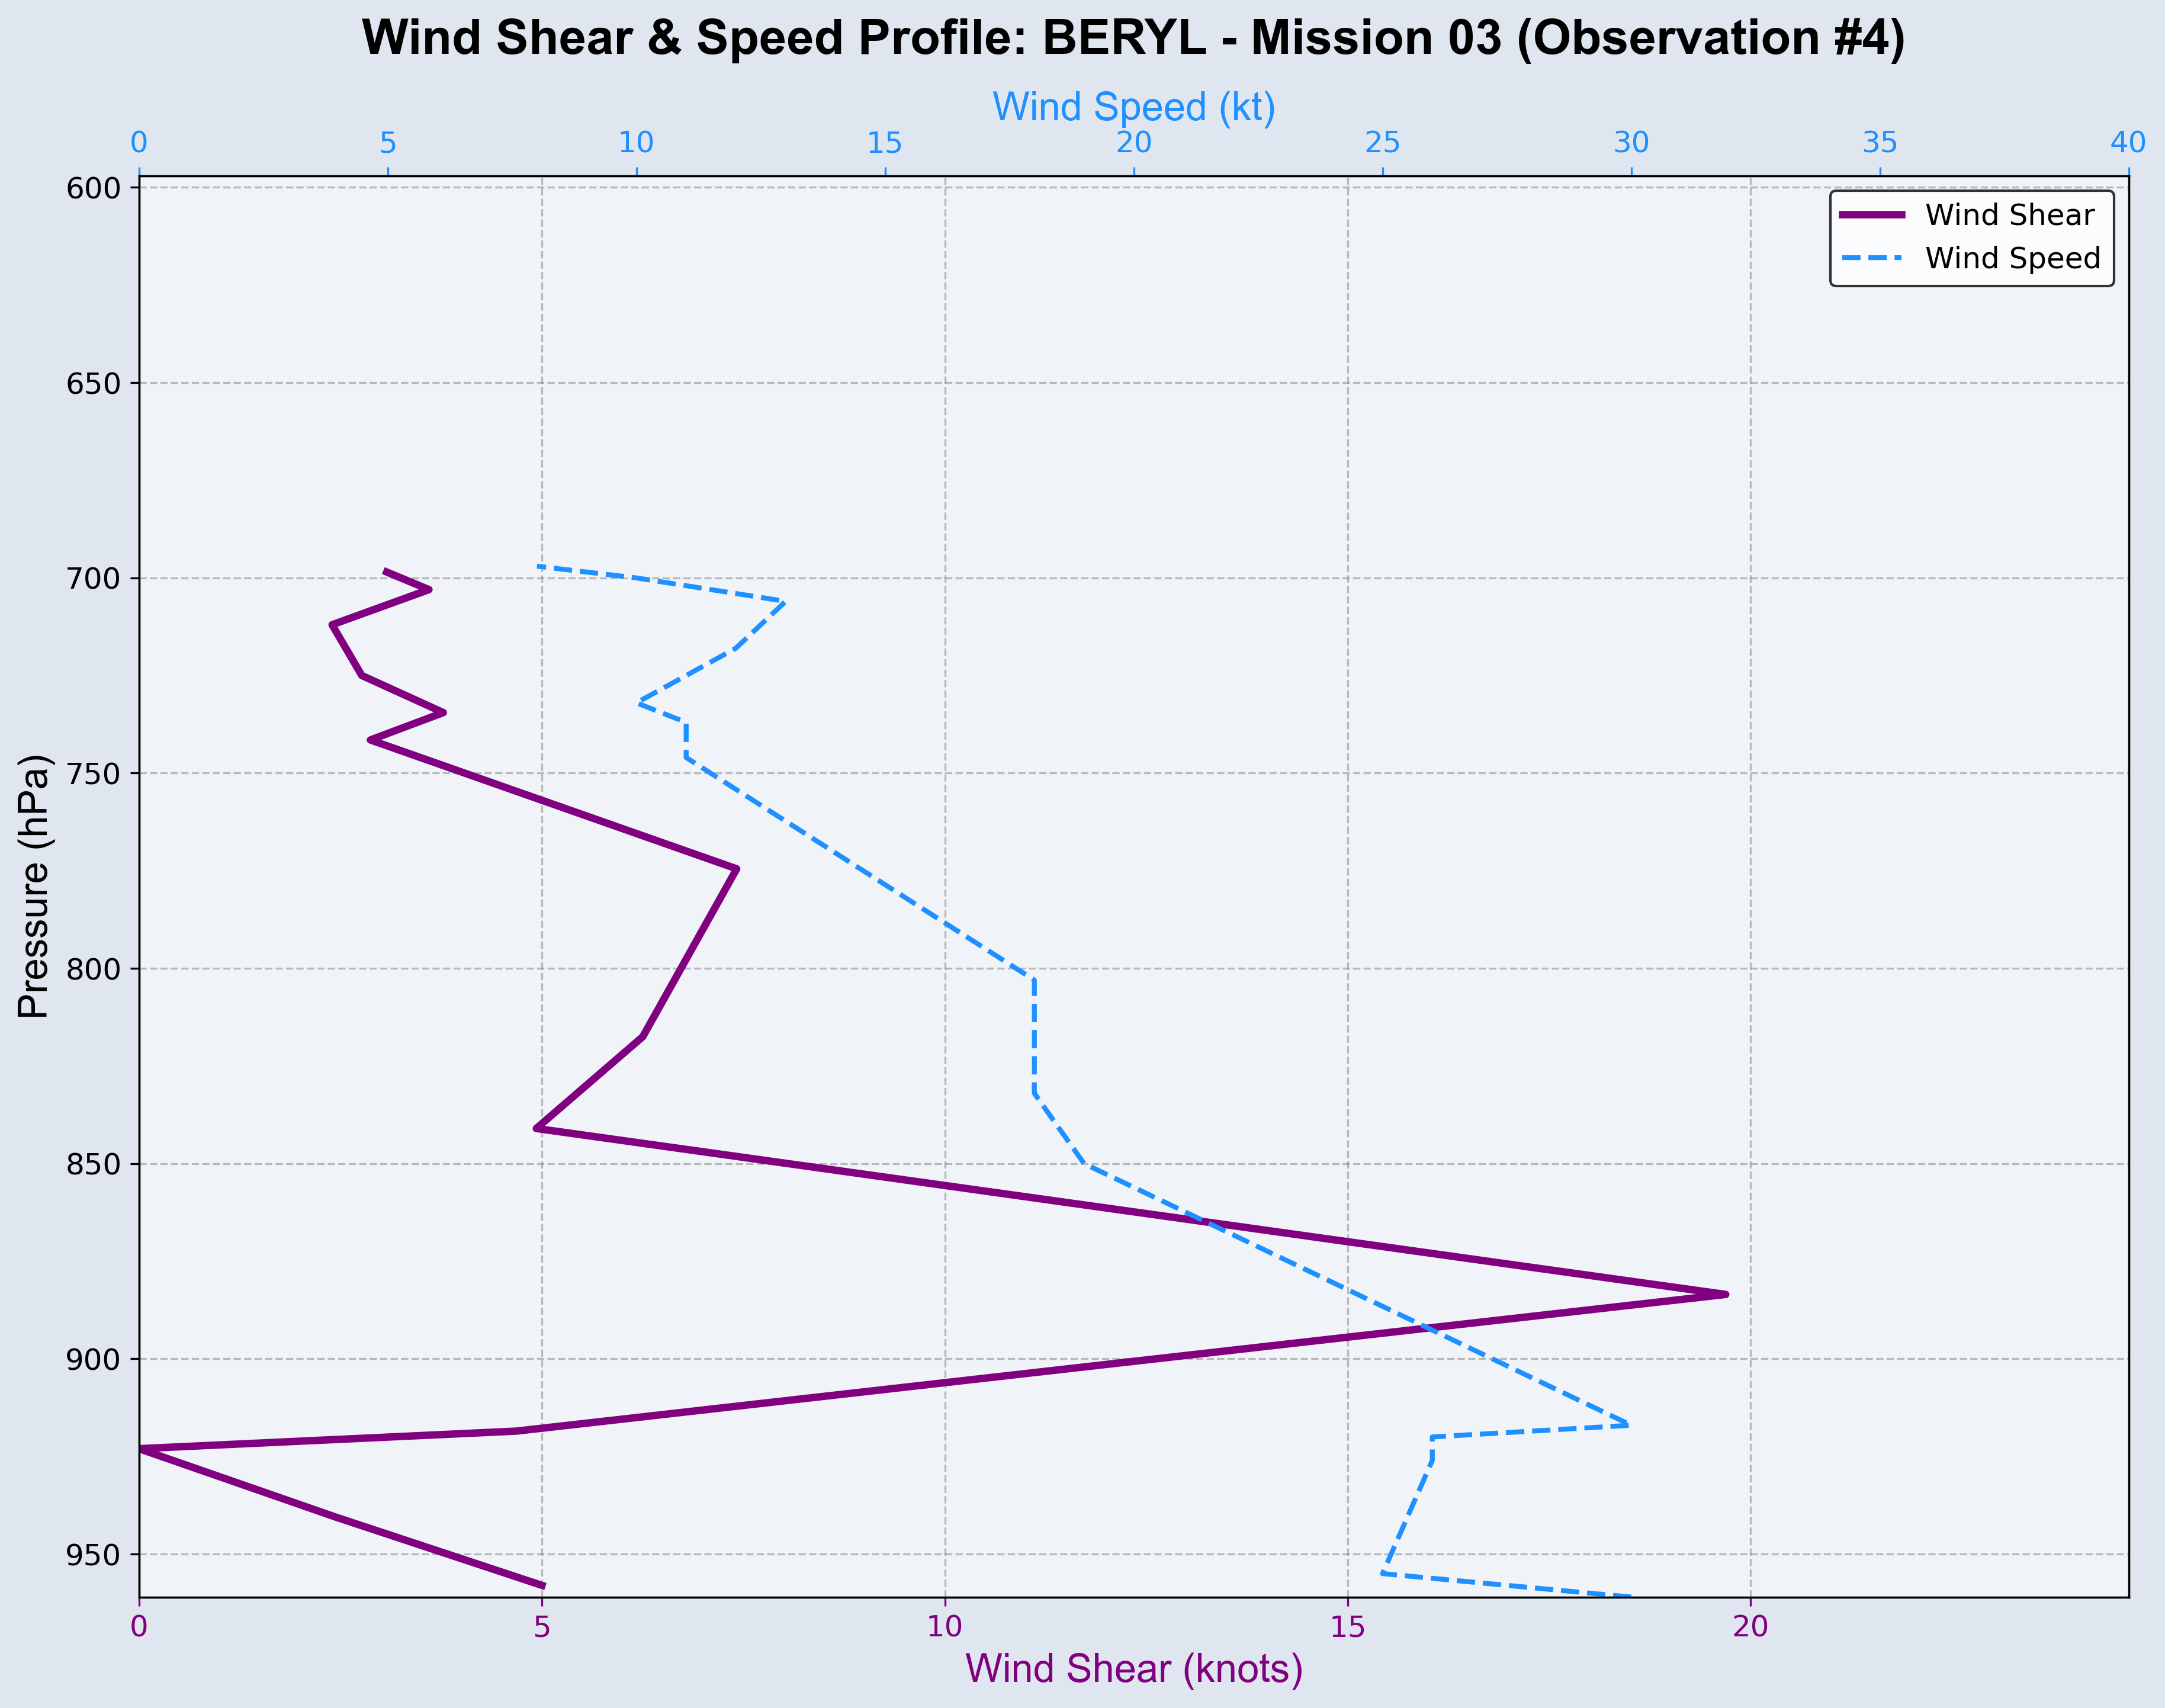 Wind Shear & Speed Profile: BERYL - Mission 03 (Observation #4)
Wind Speed (kt)
0 5 10 15 20 25 30 35 40
Wind Shear
Wind Speed
600
650
700
750
800
850
900
950
Pressure (hPa)
0 5 10 15 20
Wind Shear (knots)